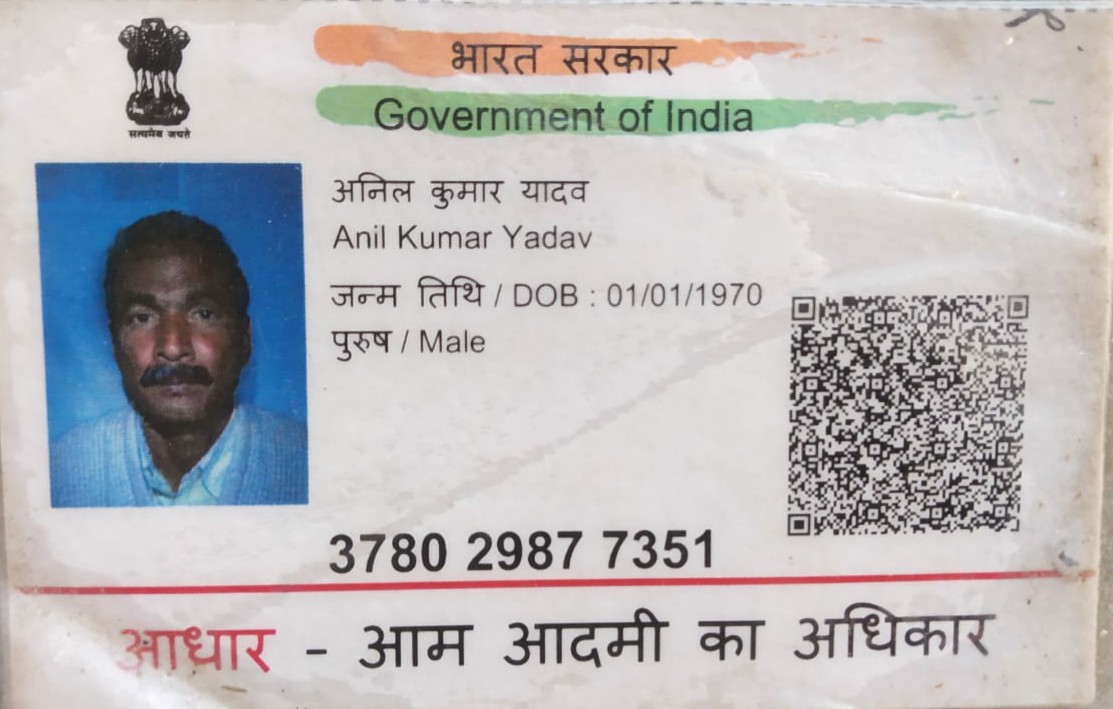 भारत सरकार
Government of India
सत्यमेव जयते
अनिल कुमार यादव
Anil Kumar Yadav
जन्म तिथि / DOB : 01/01/1970
पुरुष / Male
3780 2987 7351
आधार - आम आदमी का अधिकार